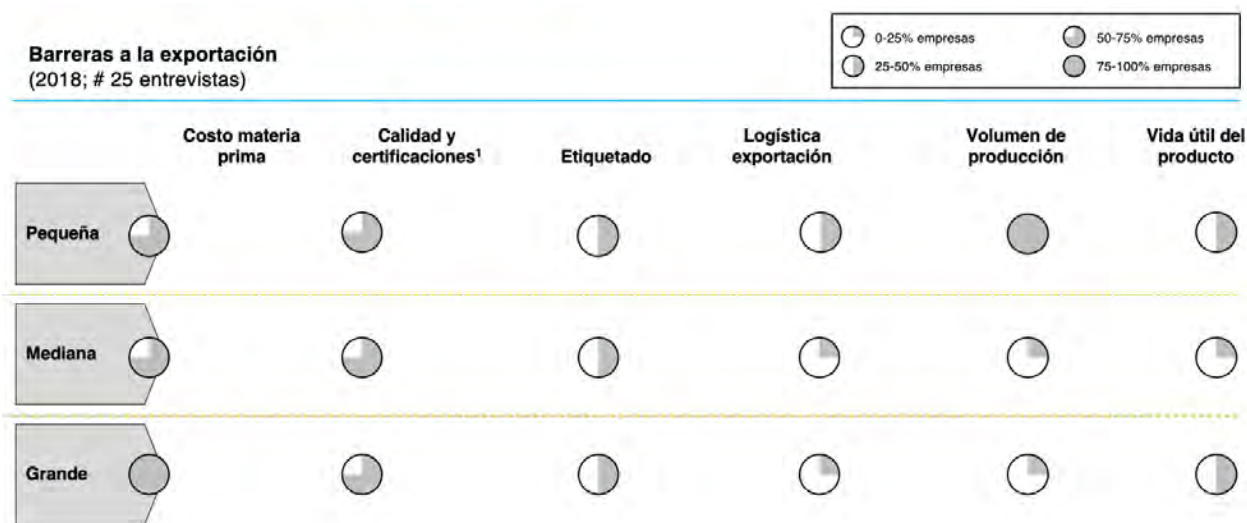 Barreras a la exportación
(2018; # 25 entrevistas)
0-25% empresas
50-75% empresas
25-50% empresas
75-100% empresas
Costo materia
prima
Calidad y
certificaciones¹
Etiquetado
Logística
exportación
Volumen de
producción
Vida útil del
producto
Pequeña
Mediana
Grande